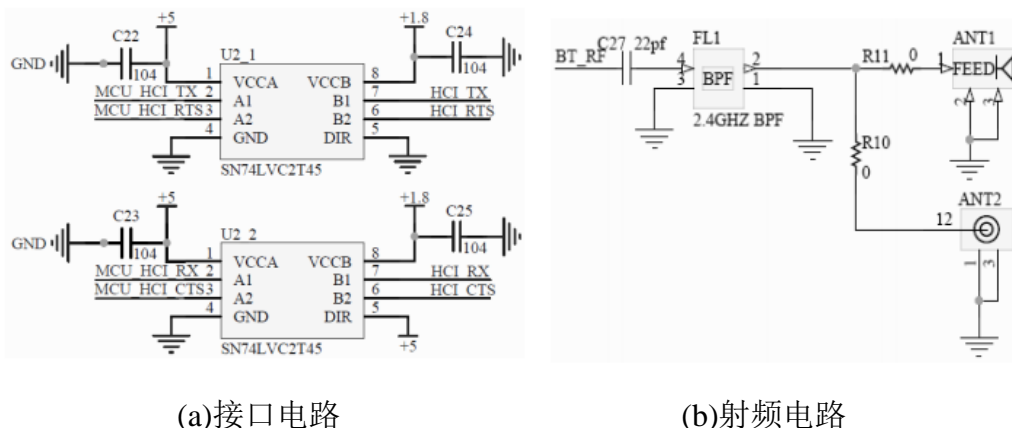 +5
+1.8
C22
U2_1
C24
GND
104
1
VCCA
VCCB
8
104
MCU_HCI_TX 2
A1
B1
7
HCI_TX
MCU_HCI_RTS3
A2
B2
6
HCI_RTS
4
GND
DIR
5
SN74LVC2T45
+5
+1.8
C23
U2_2
C25
GND
104
1
VCCA
VCCB
8
104
MCU_HCI_RX 2
A1
B1
7
HCI_RX
MCU_HCI_CTS3
A2
B2
6
HCI_CTS
4
GND
DIR
5
SN74LVC2T45
+5
(a)接口电路
C27 22pf
FL1
ANT1
BT_RF
4
BPF
2
R11
0
1
FEED
3
1
2
3
2.4GHZ BPF
R10
0
ANT2
12
1
3
(b)射频电路